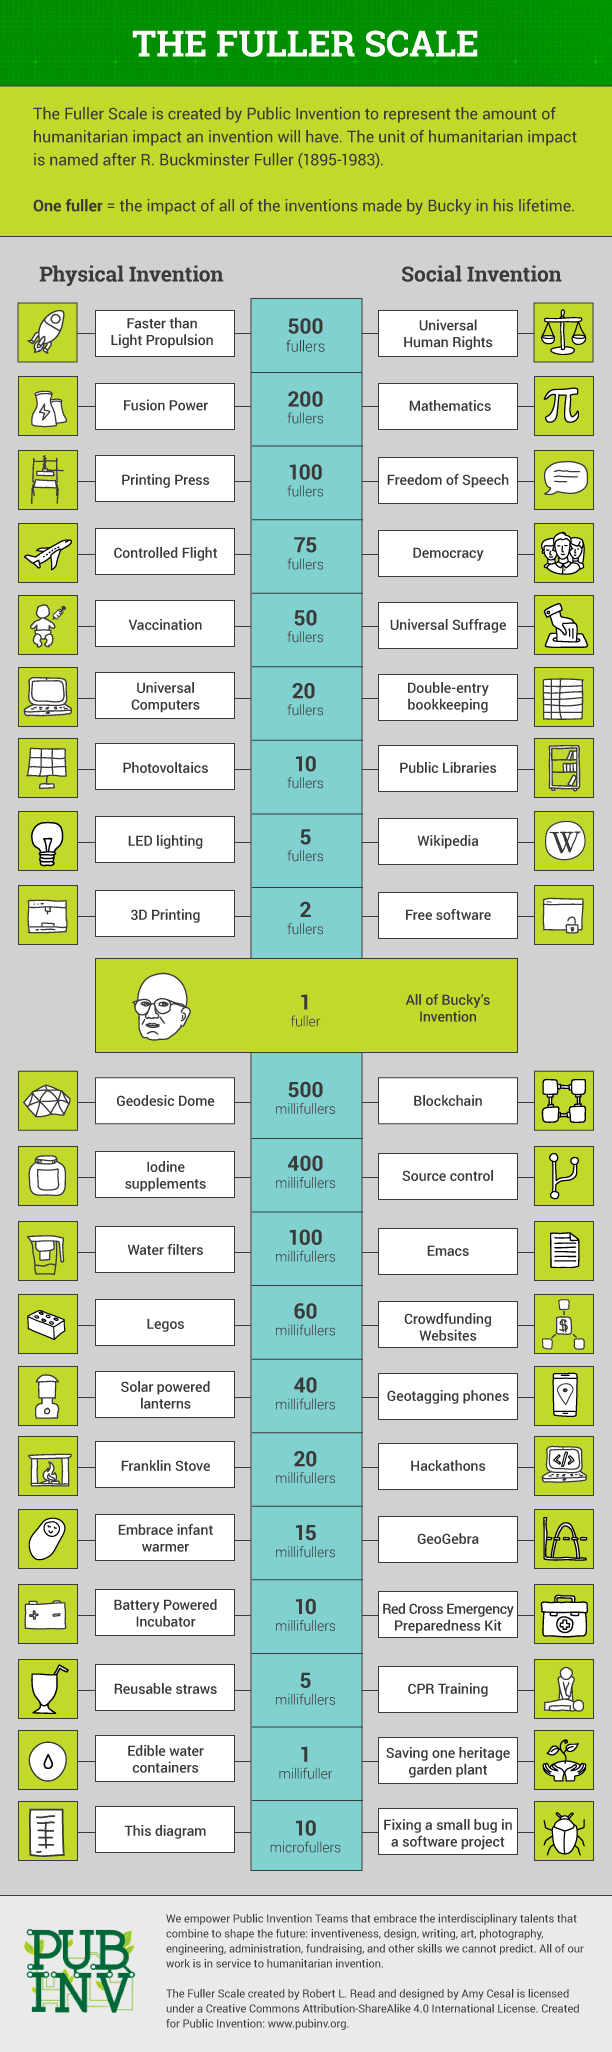 THE FULLER SCALE
The Fuller Scale is created by Public Invention to represent the amount of
humanitarian impact an invention will have. The unit of humanitarian impact
is named after R. Buckminster Fuller (1895-1983).
One fuller = the impact of all of the inventions made by Bucky in his lifetime.
Physical Invention
Social Invention
Faster than
Light Propulsion
500
fullers
Universal
Human Rights
Fusion Power
200
fullers
Mathematics
π
Printing Press
100
fullers
Freedom of Speech
Controlled Flight
75
fullers
Democracy
Vaccination
50
fullers
Universal Suffrage
Universal
Computers
20
fullers
Double-entry
bookkeeping
Photovoltaics
10
fullers
Public Libraries
LED lighting
5
fullers
Wikipedia
W
3D Printing
2
fullers
Free software
1
fuller
All of Bucky's
Invention
Geodesic Dome
500
millifullers
Blockchain
Iodine
supplements
400
millifullers
Source control
Water filters
100
millifullers
Emacs
Legos
60
millifullers
Crowdfunding
Websites
$
Solar powered
lanterns
40
millifullers
Geotagging phones
Franklin Stove
20
millifullers
Hackathons
</>
Embrace infant
warmer
15
millifullers
GeoGebra
+ -
Battery Powered
Incubator
10
millifullers
Red Cross Emergency
Preparedness Kit
Reusable straws
5
millifullers
CPR Training
Edible water
containers
1
millifuller
Saving one heritage
garden plant
This diagram
10
microfullers
Fixing a small bug in
a software project
PUB
INV
We empower Public Invention Teams that embrace the interdisciplinary talents that
combine to shape the future: inventiveness, design, writing, art, photography,
engineering, administration, fundraising, and other skills we cannot predict. All of our
work is in service to humanitarian invention.
The Fuller Scale created by Robert L. Read and designed by Amy Cesal is licensed
under a Creative Commons Attribution-ShareAlike 4.0 International License. Created
for Public Invention: www.pubinv.org.